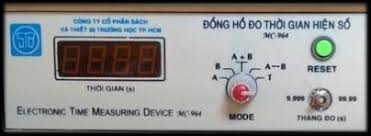 CÔNG TY CỔ PHẦN SÁCH
VÀ THIẾT BỊ TRƯỜNG HỌC TP HCM
STB
ĐỒNG HỒ ĐO THỜI GIAN HIỆN SỐ
MC-964
THỜI GIAN (s)
ELECTRONIC TIME MEASURING DEVICE MC-964
A+B
B
A↔B
A
T
MODE
RESET
9.999
99.99
THANG ĐO (s)